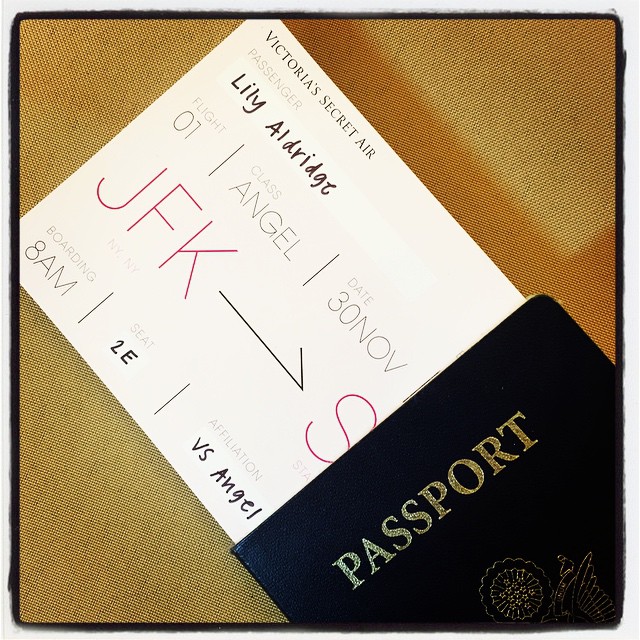 VICTORIA'S SECRET AIR
PASSENGER
Lily Aldridge
FLIGHT
01
CLASS
ANGEL
DATE
30NOV
JFK
NY, NY
S
STA
BOARDING
8AM
SEAT
2E
AFFILIATION
VS Angel
PASSPORT